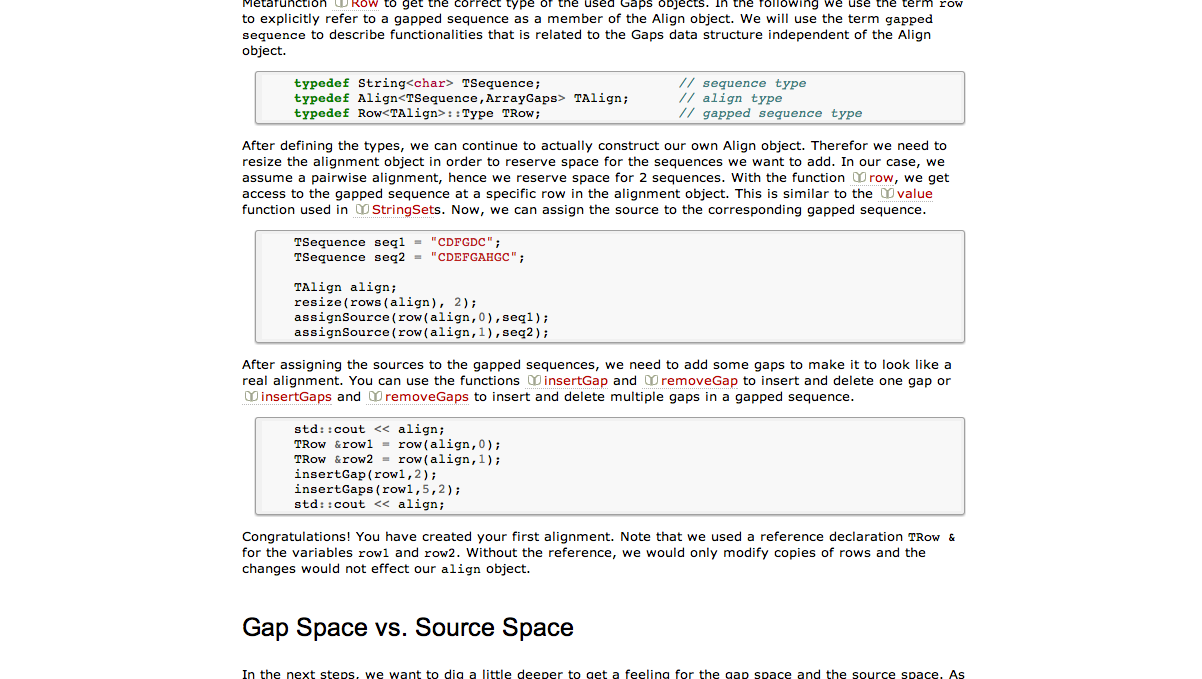 Metafunction Row to get the correct type of the used Gaps objects. In the following we use the term row
to explicitly refer to a gapped sequence as a member of the Align object. We will use the term gapped
sequence to describe functionalities that is related to the Gaps data structure independent of the Align
object.
typedef String<char> TSequence; // sequence type
typedef Align<TSequence,ArrayGaps> TAlign; // align type
typedef Row<TAlign>::Type TRow; // gapped sequence type
After defining the types, we can continue to actually construct our own Align object. Therefor we need to
resize the alignment object in order to reserve space for the sequences we want to add. In our case, we
assume a pairwise alignment, hence we reserve space for 2 sequences. With the function row, we get
access to the gapped sequence at a specific row in the alignment object. This is similar to the value
function used in StringSets. Now, we can assign the source to the corresponding gapped sequence.
TSequence seq1 = "CDFGDC";
TSequence seq2 = "CDEFGAHGC";
TAlign align;
resize(rows(align), 2);
assignSource(row(align,0),seq1);
assignSource(row(align,1),seq2);
After assigning the sources to the gapped sequences, we need to add some gaps to make it to look like a
real alignment. You can use the functions insertGap and removeGap to insert and delete one gap or
insertGaps and removeGaps to insert and delete multiple gaps in a gapped sequence.
std::cout << align;
TRow &row1 = row(align,0);
TRow &row2 = row(align,1);
insertGap(row1,2);
insertGaps(row1,5,2);
std::cout << align;
Congratulations! You have created your first alignment. Note that we used a reference declaration TRow &
for the variables row1 and row2. Without the reference, we would only modify copies of rows and the
changes would not effect our align object.
Gap Space vs. Source Space
In the next steps, we want to dig a little deeper to get a feeling for the gap space and the source space. As